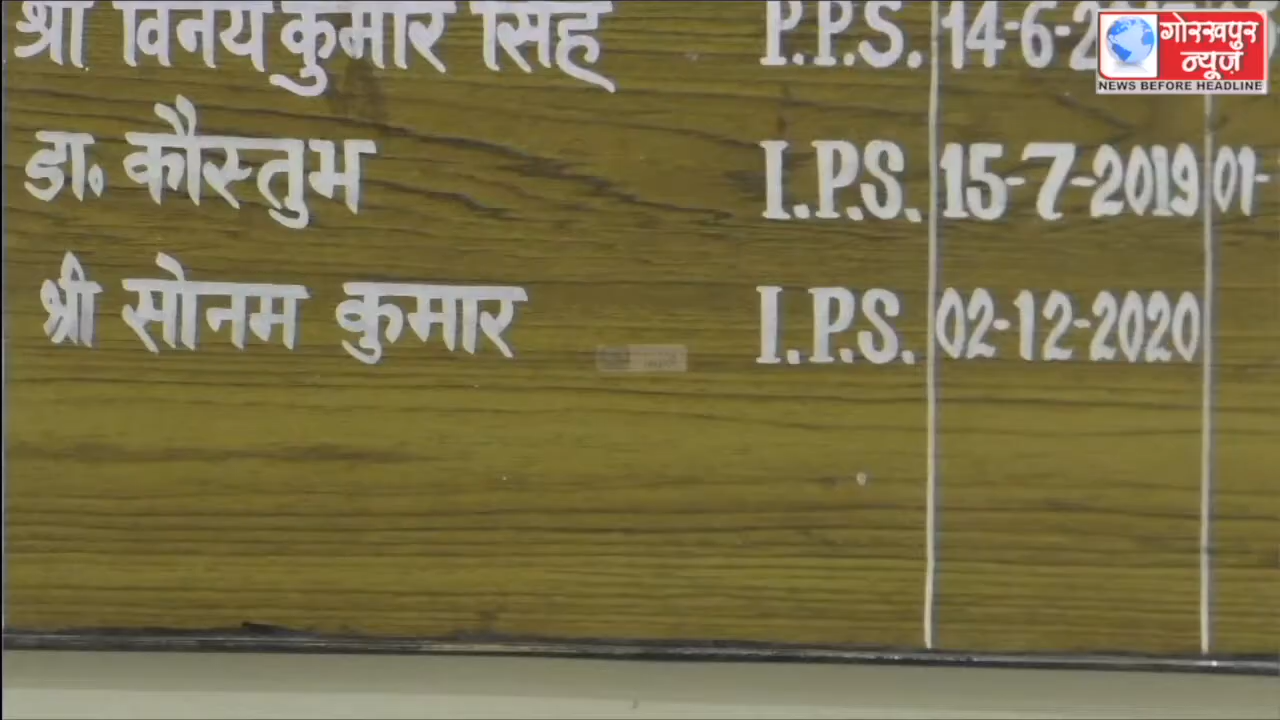 श्री विनय कुमार सिंह P.P.S. 14-6-2
डा. कौस्तुभ I.P.S. 15-7-2019 01-
श्री सोनम कुमार I.P.S. 02-12-2020
गोरखपुर
न्यूज़
NEWS BEFORE HEADLINE